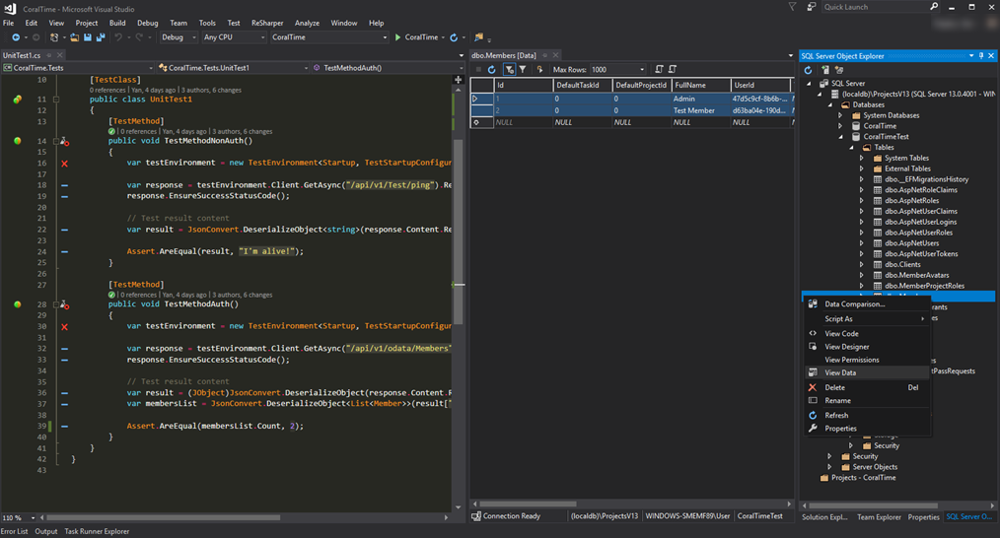 CoralTime - Microsoft Visual Studio
Quick Launch
File Edit View Project Build Debug Team Tools Test ReSharper Analyze Window Help
Debug Any CPU CoralTime CoralTime
UnitTest1.cs
CoralTime.Tests CoralTime.Tests.UnitTest1 TestMethodAuth()
10 [TestClass]
0 references | Yan, 4 days ago | 3 authors, 6 changes
11 public class UnitTest1
12 {
13 [TestMethod]
0 references | Yan, 4 days ago | 3 authors, 6 changes
14 public void TestMethodNonAuth()
15 {
16 var testEnvironment = new TestEnvironment<Startup, TestStartupConfigur
17
18 var response = testEnvironment.Client.GetAsync("/api/v1/Test/ping").Re
19 response.EnsureSuccessStatusCode();
20
21 // Test result content
22 var result = JsonConvert.DeserializeObject<string>(response.Content.Re
23
24 Assert.AreEqual(result, "I'm alive!");
25 }
26
27 [TestMethod]
0 references | Yan, 4 days ago | 3 authors, 6 changes
28 public void TestMethodAuth()
29 {
30 var testEnvironment = new TestEnvironment<Startup, TestStartupConfigur
31
32 var response = testEnvironment.Client.GetAsync("/api/v1/odata/Members"
33 response.EnsureSuccessStatusCode();
34
35 // Test result content
36 var result = (JObject)JsonConvert.DeserializeObject(response.Content.R
37 var membersList = JsonConvert.DeserializeObject<List<Member>>(result["
38
39 Assert.AreEqual(membersList.Count, 2);
40 }
41 }
42 }
43
110 %
dbo.Members [Data]
Max Rows: 1000
Id DefaultTaskId DefaultProjectId FullName UserId
1 0 0 Admin 47d5c9cf-8b6b-...
2 0 0 Test Member d63ba04e-190d...
NULL NULL NULL NULL NULL
Connection Ready (localdb)\ProjectsV13 WINDOWS-SMEMF89\User CoralTimeTest
SQL Server Object Explorer
SQL Server
(localdb)\ProjectsV13 (SQL Server 13.0.4001 - WIN
Databases
System Databases
CoralTime
CoralTimeTest
Tables
System Tables
External Tables
dbo.__EFMigrationsHistory
dbo.AspNetRoleClaims
dbo.AspNetRoles
dbo.AspNetUserClaims
dbo.AspNetUserLogins
dbo.AspNetUserRoles
dbo.AspNetUsers
dbo.AspNetUserTokens
dbo.Clients
dbo.MemberAvatars
dbo.MemberProjectRoles
Data Comparison...
Script As
View Code
View Designer
View Permissions
View Data
Delete Del
Rename
Refresh
Properties
rants
es
es
tPassRequests
Security
Security
Server Objects
Projects - CoralTime
Solution Expl... Team Explorer Properties SQL Server O...
Error List Output Task Runner Explorer